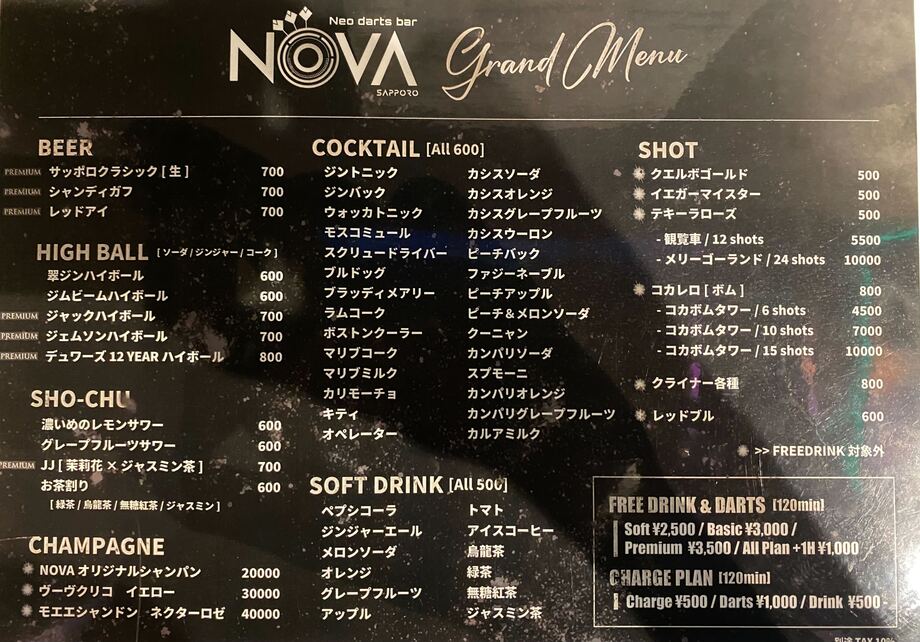 Neo darts bar
NOVA
SAPPORO
Grand Menu
BEER
PREMIUM サッポロクラシック [ 生 ] 700
PREMIUM シャンディガフ 700
PREMIUM レッドアイ 700
HIGH BALL [ ソーダ / ジンジャー / コーク ]
翠ジンハイボール 600
ジムビームハイボール 600
PREMIUM ジャックハイボール 700
PREMIUM ジェムソンハイボール 700
PREMIUM デュワーズ 12 YEAR ハイボール 800
SHO-CHU
濃いめのレモンサワー 600
グレープフルーツサワー 600
PREMIUM JJ [ 茉莉花 × ジャスミン茶 ] 700
お茶割り 600
[ 緑茶 / 烏龍茶 / 無糖紅茶 / ジャスミン ]
CHAMPAGNE
NOVA オリジナルシャンパン 20000
ヴーヴクリコ イエロー 30000
モエエシャンドン ネクターロゼ 40000
COCKTAIL [All 600]
ジントニック
ジンバック
ウォッカトニック
モスコミュール
スクリュードライバー
ブルドッグ
ブラッディメアリー
ラムコーク
ボストンクーラー
マリブコーク
マリブミルク
カリモーチョ
キティ
オペレーター
カシスソーダ
カシスオレンジ
カシスグレープフルーツ
カシスウーロン
ピーチバック
ファジーネーブル
ピーチアップル
ピーチ＆メロンソーダ
クーニャン
カンパリソーダ
スプモーニ
カンパリオレンジ
カンパリグレープフルーツ
カルアミルク
SOFT DRINK [All 500]
ペプシコーラ
ジンジャーエール
メロンソーダ
オレンジ
グレープフルーツ
アップル
トマト
アイスコーヒー
烏龍茶
緑茶
無糖紅茶
ジャスミン茶
SHOT
クエルボゴールド 500
イエガーマイスター 500
テキーラローズ 500
- 観覧車 / 12 shots 5500
- メリーゴーランド / 24 shots 10000
コカレロ [ ボム ] 800
- コカボムタワー / 6 shots 4500
- コカボムタワー / 10 shots 7000
- コカボムタワー / 15 shots 10000
クライナー各種 800
レッドブル 600
>> FREEDRINK 対象外
FREE DRINK & DARTS [120min]
Soft ¥2,500 / Basic ¥3,000 /
Premium ¥3,500 / All Plan +1H ¥1,000
CHARGE PLAN [120min]
Charge ¥500 / Darts ¥1,000 / Drink ¥500 -
別途 TAX 10%